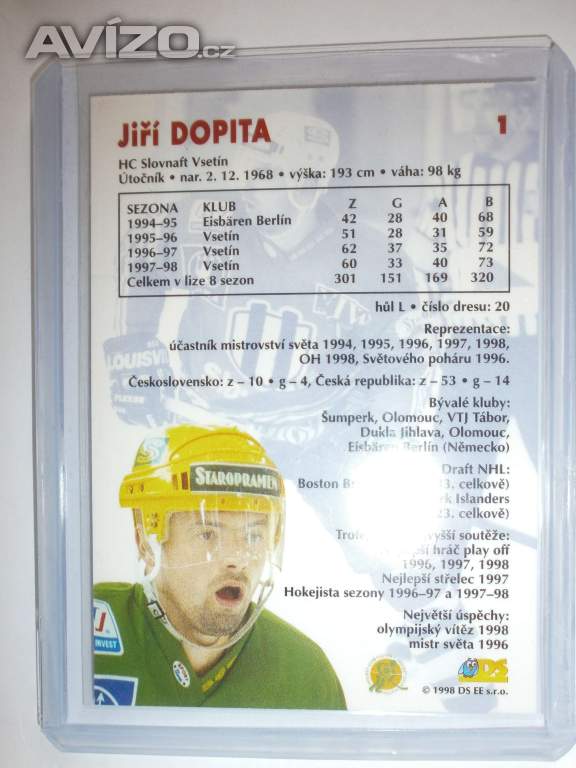 AVÍZO.cz
Jiří DOPITA 1
HC Slovnaft Vsetín
Útočník • nar. 2. 12. 1968 • výška: 193 cm • váha: 98 kg
SEZONA KLUB Z G A B
1994–95 Eisbären Berlín 42 28 40 68
1995–96 Vsetín 51 28 31 59
1996–97 Vsetín 62 37 35 72
1997–98 Vsetín 60 33 40 73
Celkem v lize 8 sezon 301 151 169 320
hůl L • číslo dresu: 20
Reprezentace:
účastník mistrovství světa 1994, 1995, 1996, 1997, 1998,
OH 1998, Světového poháru 1996.
Československo: z – 10 • g – 4, Česká republika: z – 53 • g – 14
Bývalé kluby:
Šumperk, Olomouc, VTJ Tábor,
Dukla Jihlava, Olomouc,
Eisbären Berlín (Německo)
Draft NHL:
Boston celkově)
Islanders
celkově)
soutěže:
hráč play off
1996, 1997, 1998
Nejlepší střelec 1997
Hokejista sezony 1996–97 a 1997–98
Největší úspěchy:
olympijský vítěz 1998
mistr světa 1996
DS
© 1998 DS EE s.r.o.
STAROPRAMEN
LOUISVI
INVEST